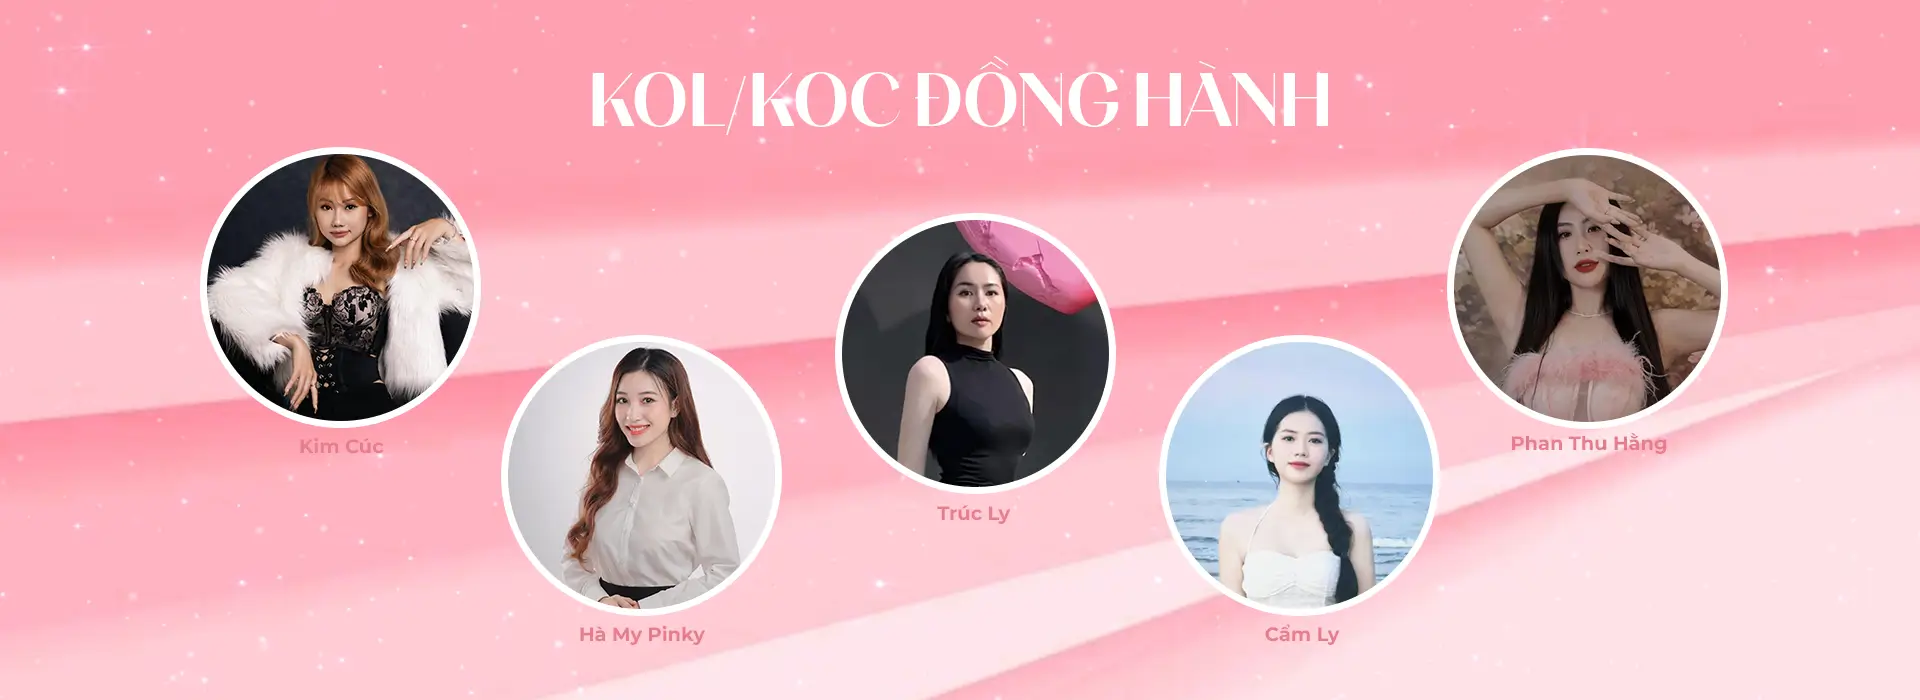 KOL/KOC ĐỒNG HÀNH
Kim Cúc
Hà My Pinky
Trúc Ly
Cẩm Ly
Phan Thu Hằng